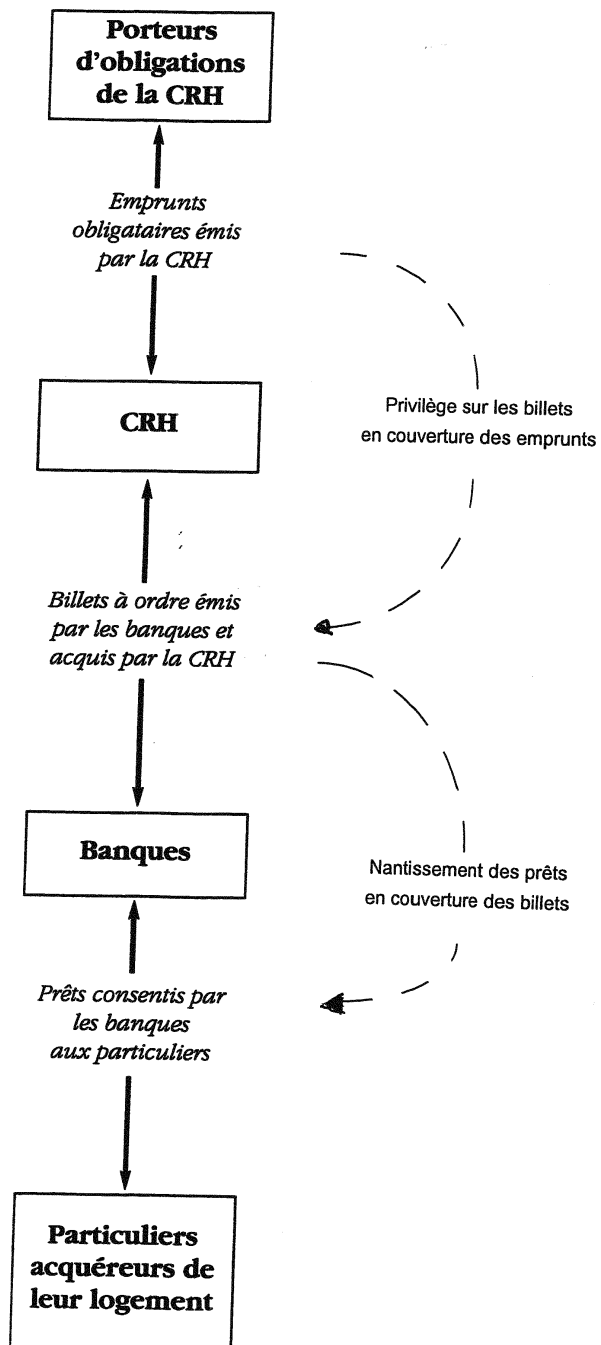 Porteurs
d'obligations
de la CRH
Emprunts
obligataires émis
par la CRH
CRH
Privilège sur les billets
en couverture des emprunts
Billets à ordre émis
par les banques et
acquis par la CRH
Banques
Nantissement des prêts
en couverture des billets
Prêts consentis par
les banques
aux particuliers
Particuliers
acquéreurs de
leur logement